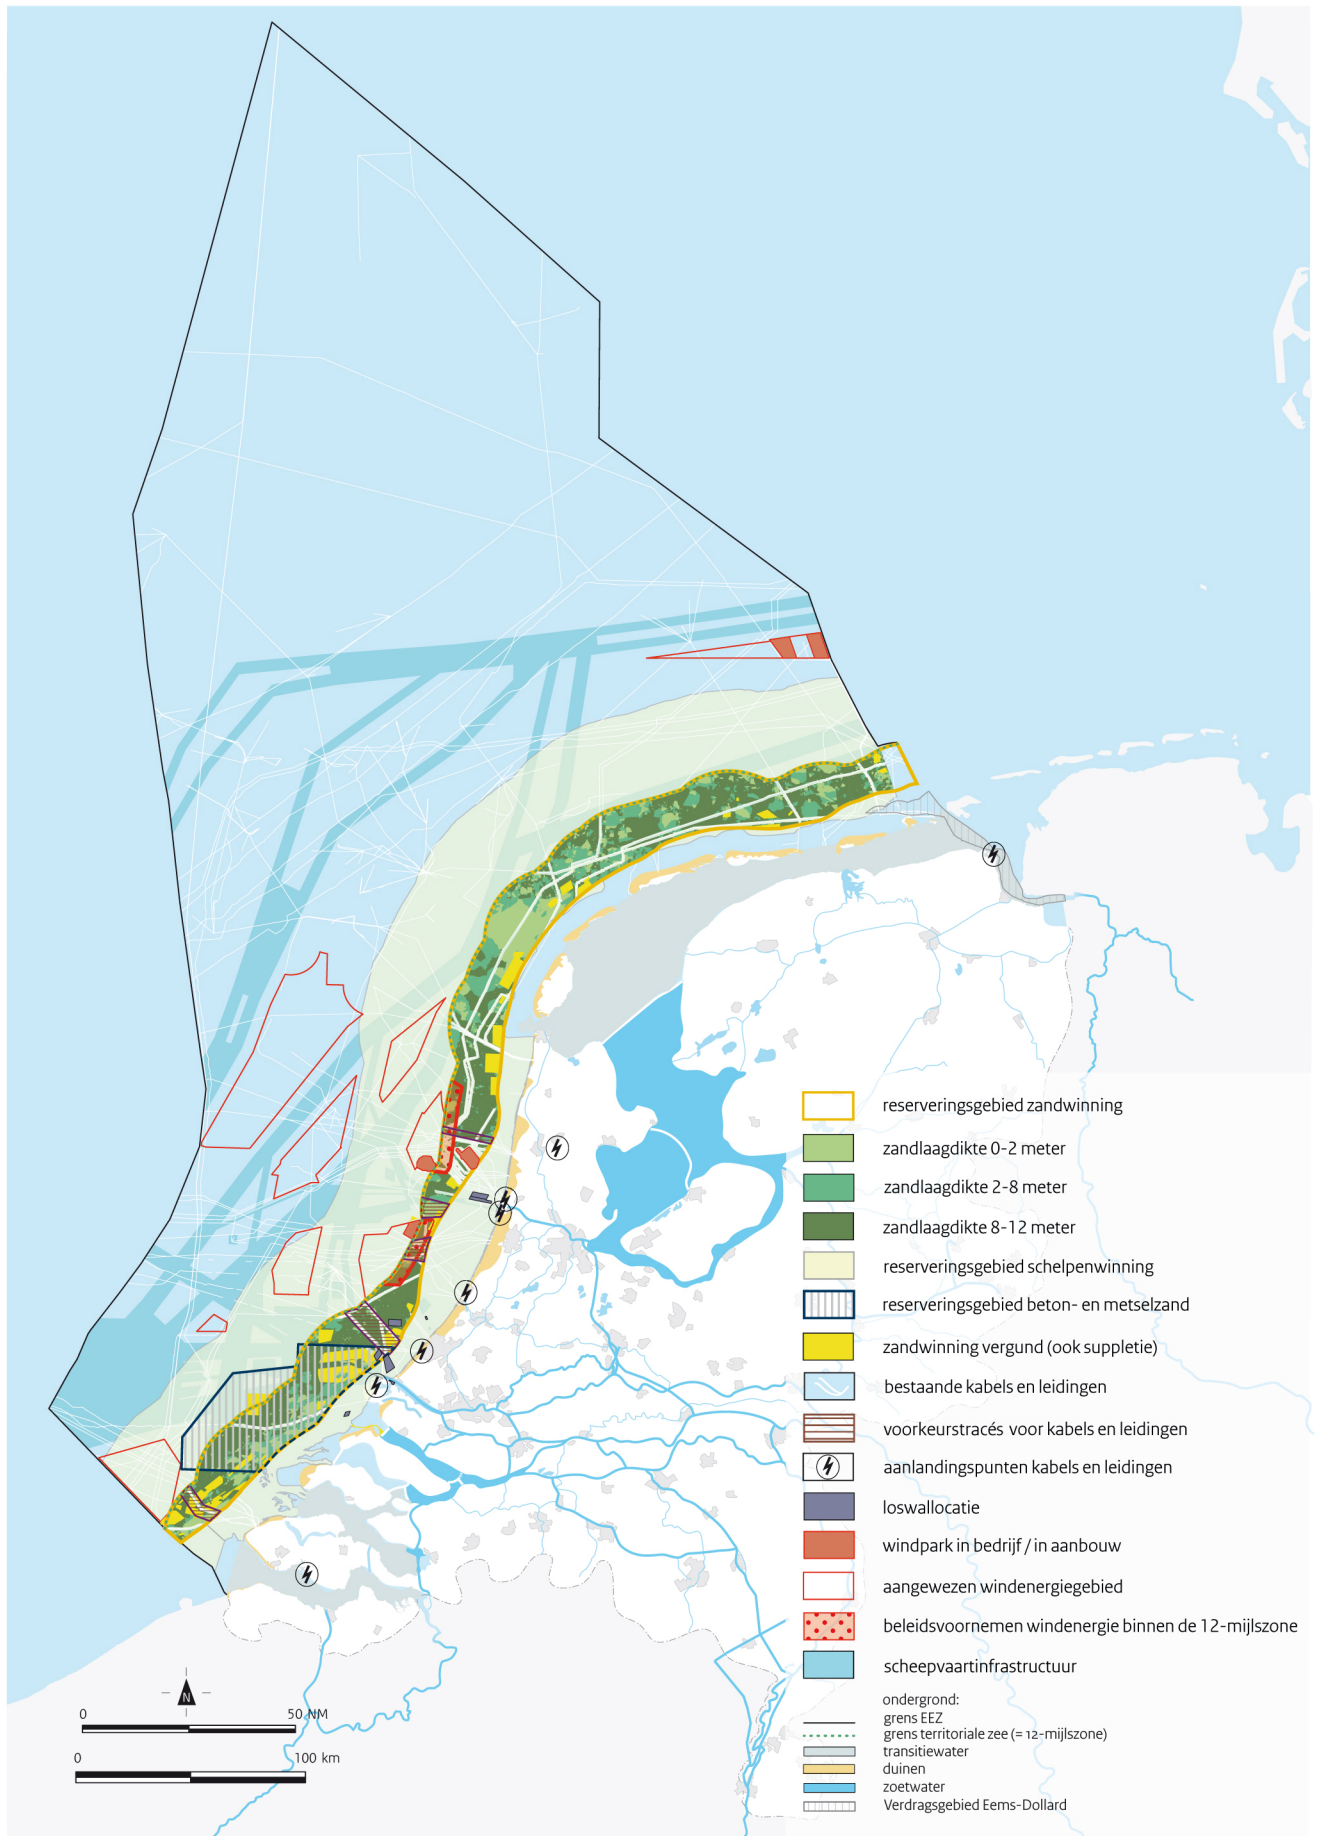 reserveringsgebied zandwinning
zandlaagdikte 0-2 meter
zandlaagdikte 2-8 meter
zandlaagdikte 8-12 meter
reserveringsgebied schelpenwinning
reserveringsgebied beton- en metselzand
zandwinning vergund (ook suppletie)
bestaande kabels en leidingen
voorkeurstracés voor kabels en leidingen
aanlandingspunten kabels en leidingen
loswallocatie
windpark in bedrijf / in aanbouw
aangewezen windenergiegebied
beleidsvoornemen windenergie binnen de 12-mijlszone
scheepvaartinfrastructuur
ondergrond:
grens EEZ
grens territoriale zee (= 12-mijlszone)
transitiewater
duinen
zoetwater
Verdragsgebied Eems-Dollard
N
0 50 NM
0 100 km